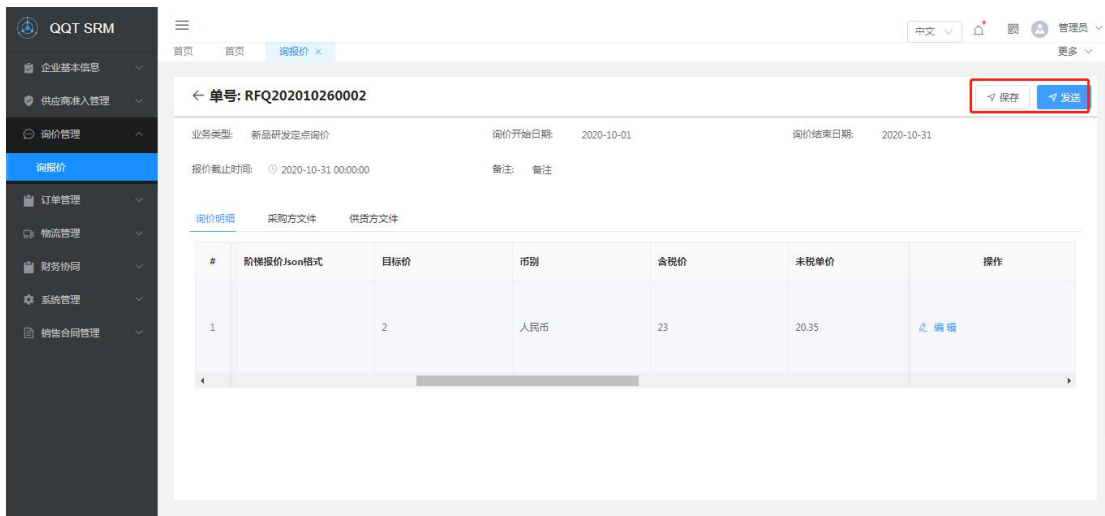 QQT SRM
中文
管理员
首页 首页 询报价 ×
更多
企业基本信息
供应商准入管理
询价管理
询报价
订单管理
物流管理
财务协同
系统管理
销售合同管理
← 单号: RFQ202010260002
保存 发送
业务类型: 新品研发定点询价 询价开始日期: 2020-10-01 询价结束日期: 2020-10-31
报价截止时间: 2020-10-31 00:00:00 备注: 备注
询价明细 采购方文件 供货方文件
# 阶梯报价Json格式 目标价 币别 含税价 未税单价 操作
1 2 人民币 23 20.35 编辑